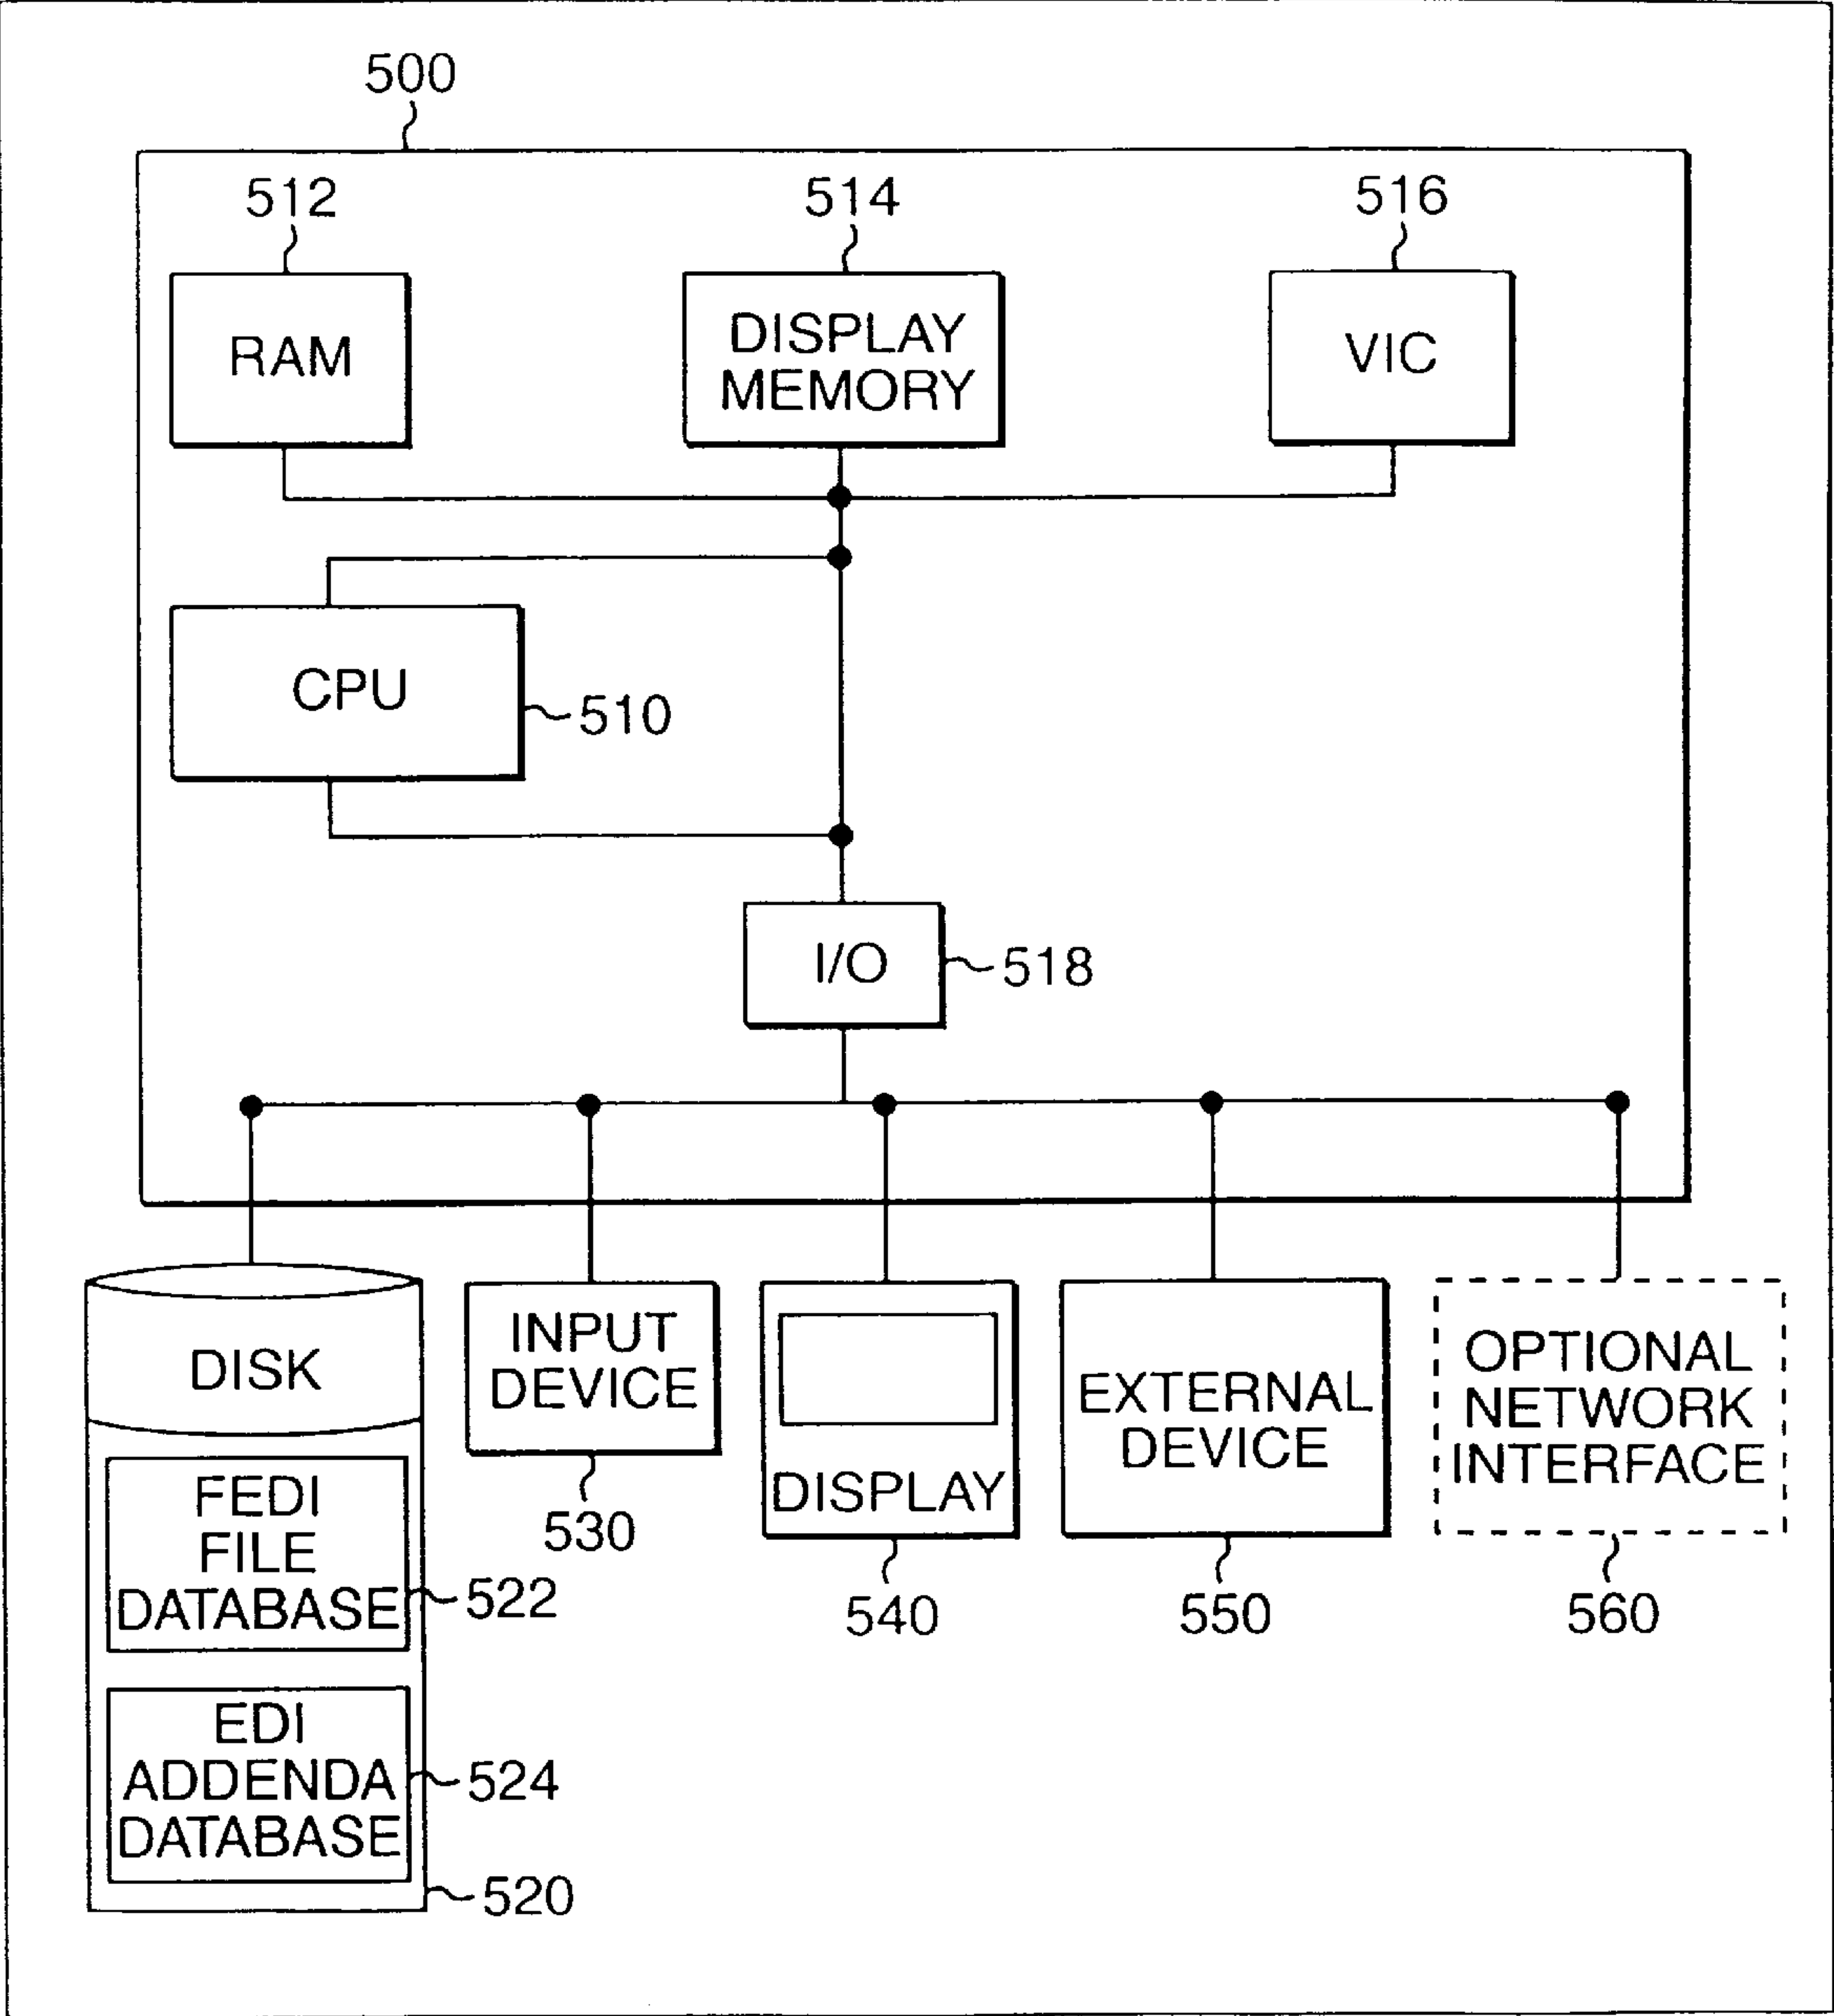 500
512
514
516
RAM
DISPLAY
MEMORY
VIC
CPU
510
I/O
518
DISK
INPUT
DEVICE
530
DISPLAY
540
EXTERNAL
DEVICE
550
OPTIONAL
NETWORK
INTERFACE
560
FEDI
FILE
DATABASE
522
EDI
ADDENDA
DATABASE
524
520